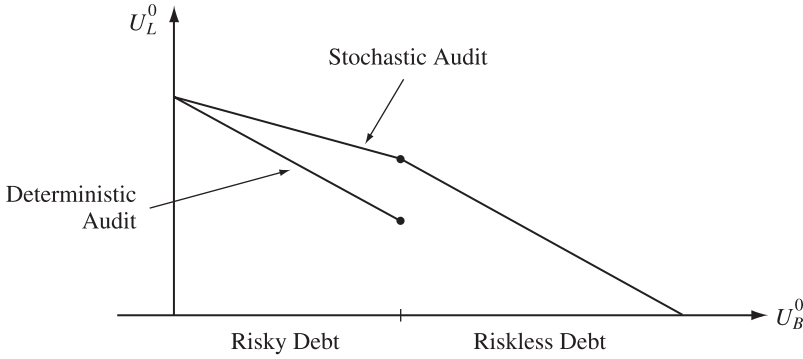 U_L^0
Stochastic Audit
Deterministic
Audit
U_B^0
Risky Debt
Riskless Debt